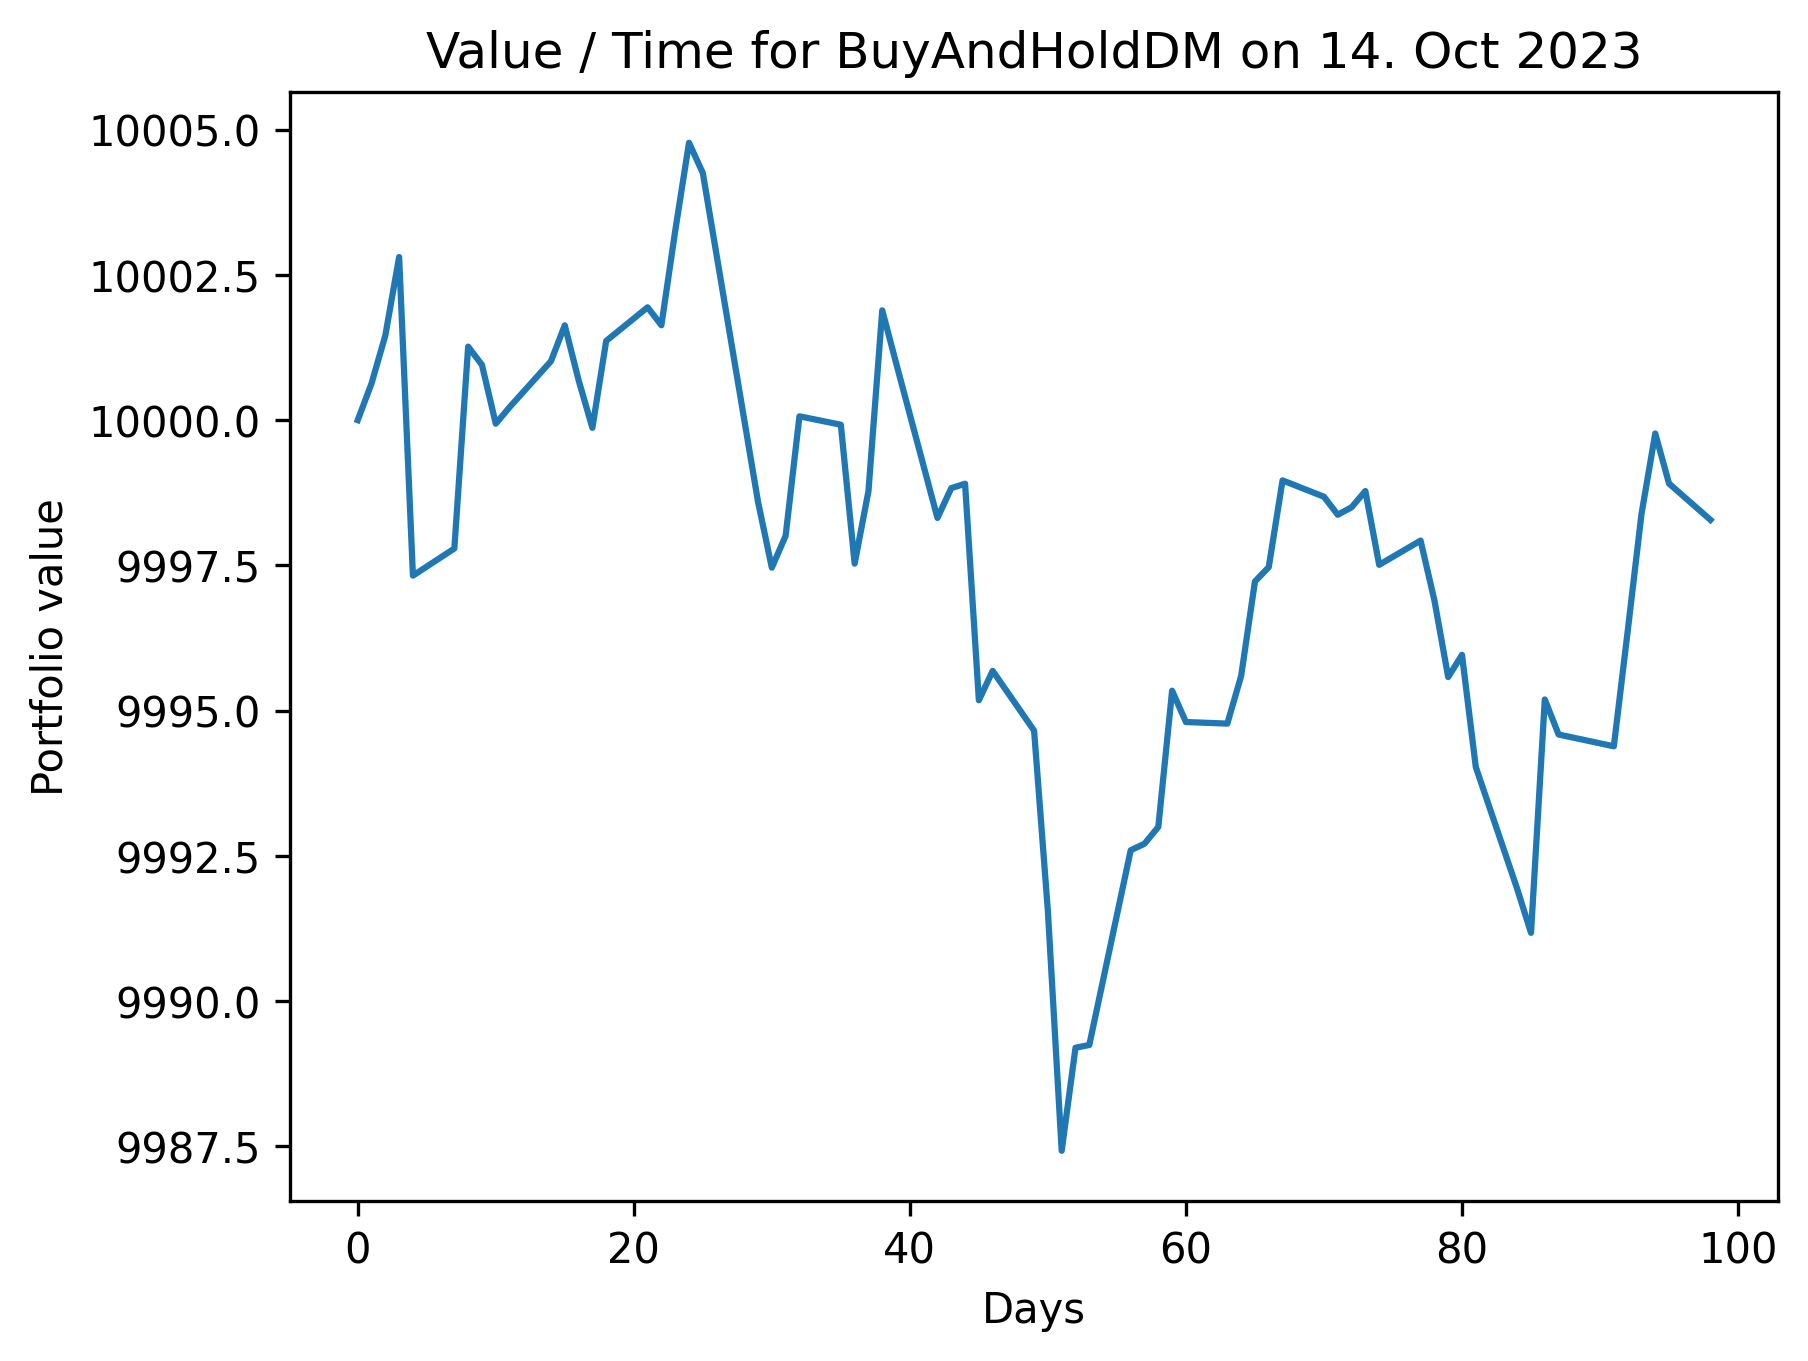 Value / Time for BuyAndHoldDM on 14. Oct 2023
10005.0
10002.5
10000.0
9997.5
9995.0
9992.5
9990.0
9987.5
Portfolio value
0 20 40 60 80 100
Days